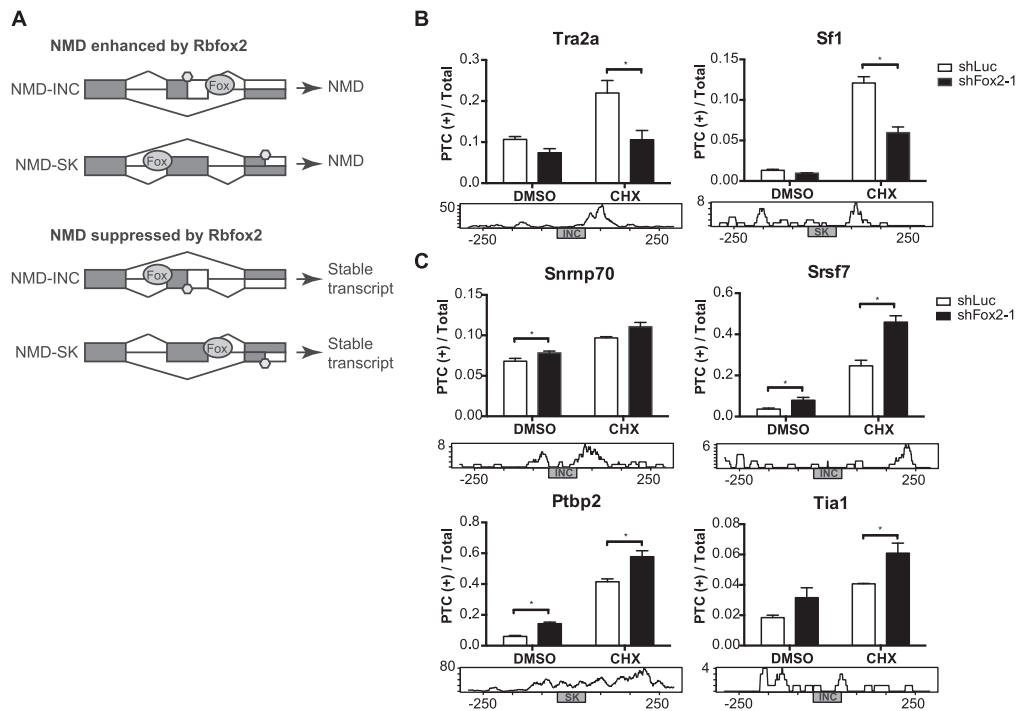 A
NMD enhanced by Rbfox2
NMD-INC
Fox
NMD
NMD-SK
Fox
NMD
NMD suppressed by Rbfox2
NMD-INC
Fox
Stable
transcript
NMD-SK
Fox
Stable
transcript
B
Tra2a
PTC (+) / Total
0.3
0.2
0.1
0.0
DMSO CHX
*
50
INC
-250 250
Sf1
PTC (+) / Total
0.15
0.10
0.05
0.00
DMSO CHX
*
8
SK
-250 250
shLuc
shFox2-1
C
Snrnp70
PTC (+) / Total
0.15
0.10
0.05
0.00
DMSO CHX
*
8
INC
-250 250
Srsf7
PTC (+) / Total
0.6
0.4
0.2
0.0
DMSO CHX
*
*
6
INC
-250 250
shLuc
shFox2-1
Ptbp2
PTC (+) / Total
0.8
0.6
0.4
0.2
0.0
DMSO CHX
*
*
80
SK
-250 250
Tia1
PTC (+) / Total
0.08
0.06
0.04
0.02
0.00
DMSO CHX
*
4
INC
-250 250